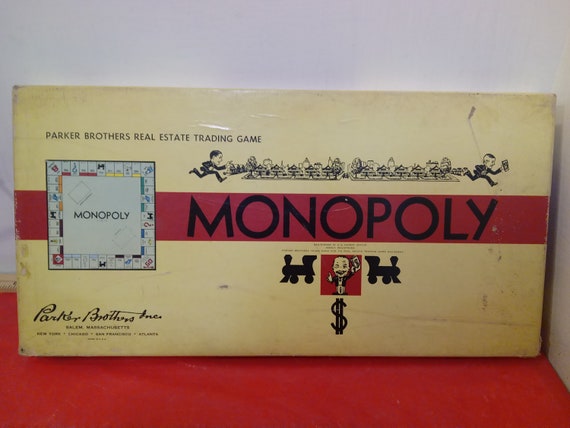 PARKER BROTHERS REAL ESTATE TRADING GAME
MONOPOLY
MONOPOLY
$
Parker Brothers Inc.
SALEM, MASSACHUSETTS
NEW YORK • CHICAGO • SAN FRANCISCO • ATLANTA